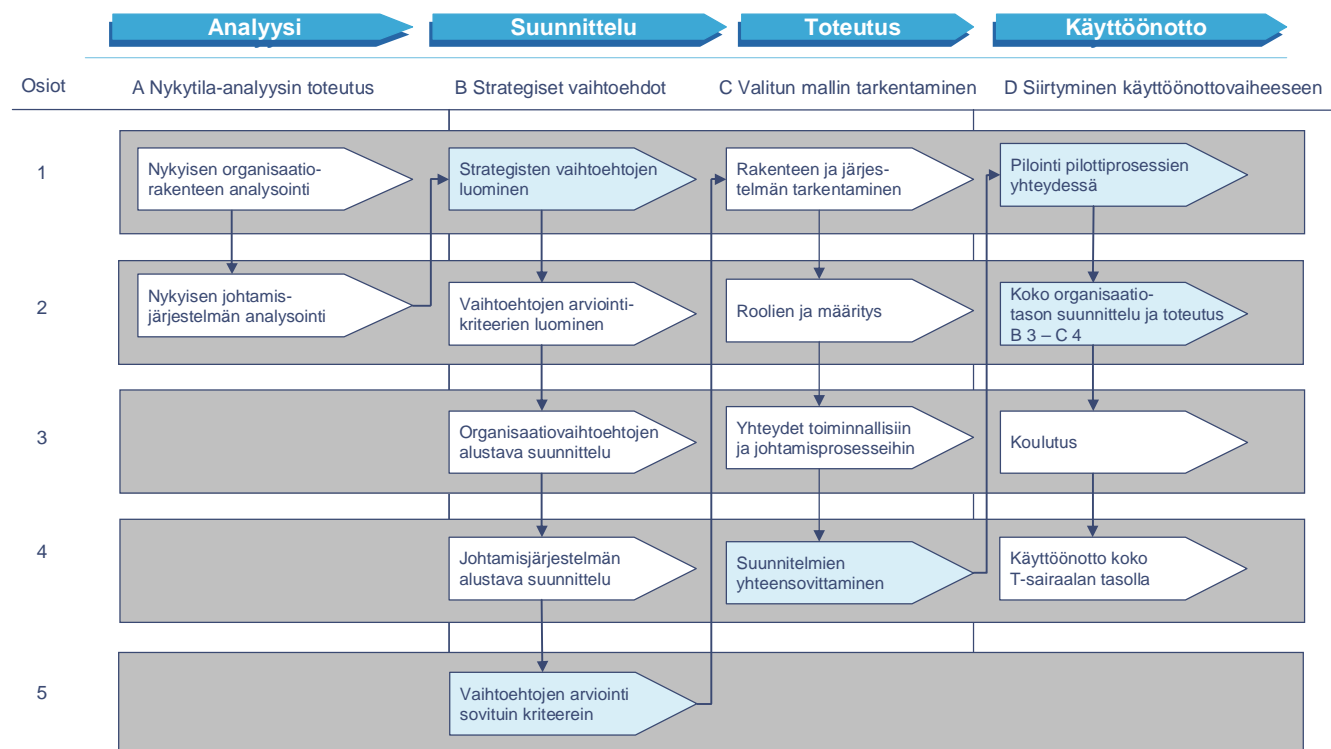 Analyysi
Suunnittelu
Toteutus
Käyttöönotto
Osiot
A Nykytila-analyysin toteutus
B Strategiset vaihtoehdot
C Valitun mallin tarkentaminen
D Siirtyminen käyttöönottovaiheeseen
1
Nykyisen organisaatio-
rakenteen analysointi
Strategisten vaihtoehtojen
luominen
Rakenteen ja järjes-
telmän tarkentaminen
Pilointi pilottiprosessien
yhteydessä
2
Nykyisen johtamis-
järjestelmän analysointi
Vaihtoehtojen arviointi-
kriteerien luominen
Roolien ja määritys
Koko organisaatio-
tason suunnittelu ja toteutus
B 3 – C 4
3
Organisaatiovaihtoehtojen
alustava suunnittelu
Yhteydet toiminnallisiin
ja johtamisprosesseihin
Koulutus
4
Johtamisjärjestelmän
alustava suunnittelu
Suunnitelmien
yhteensovittaminen
Käyttöönotto koko
T-sairaalan tasolla
5
Vaihtoehtojen arviointi
sovituin kriteerein